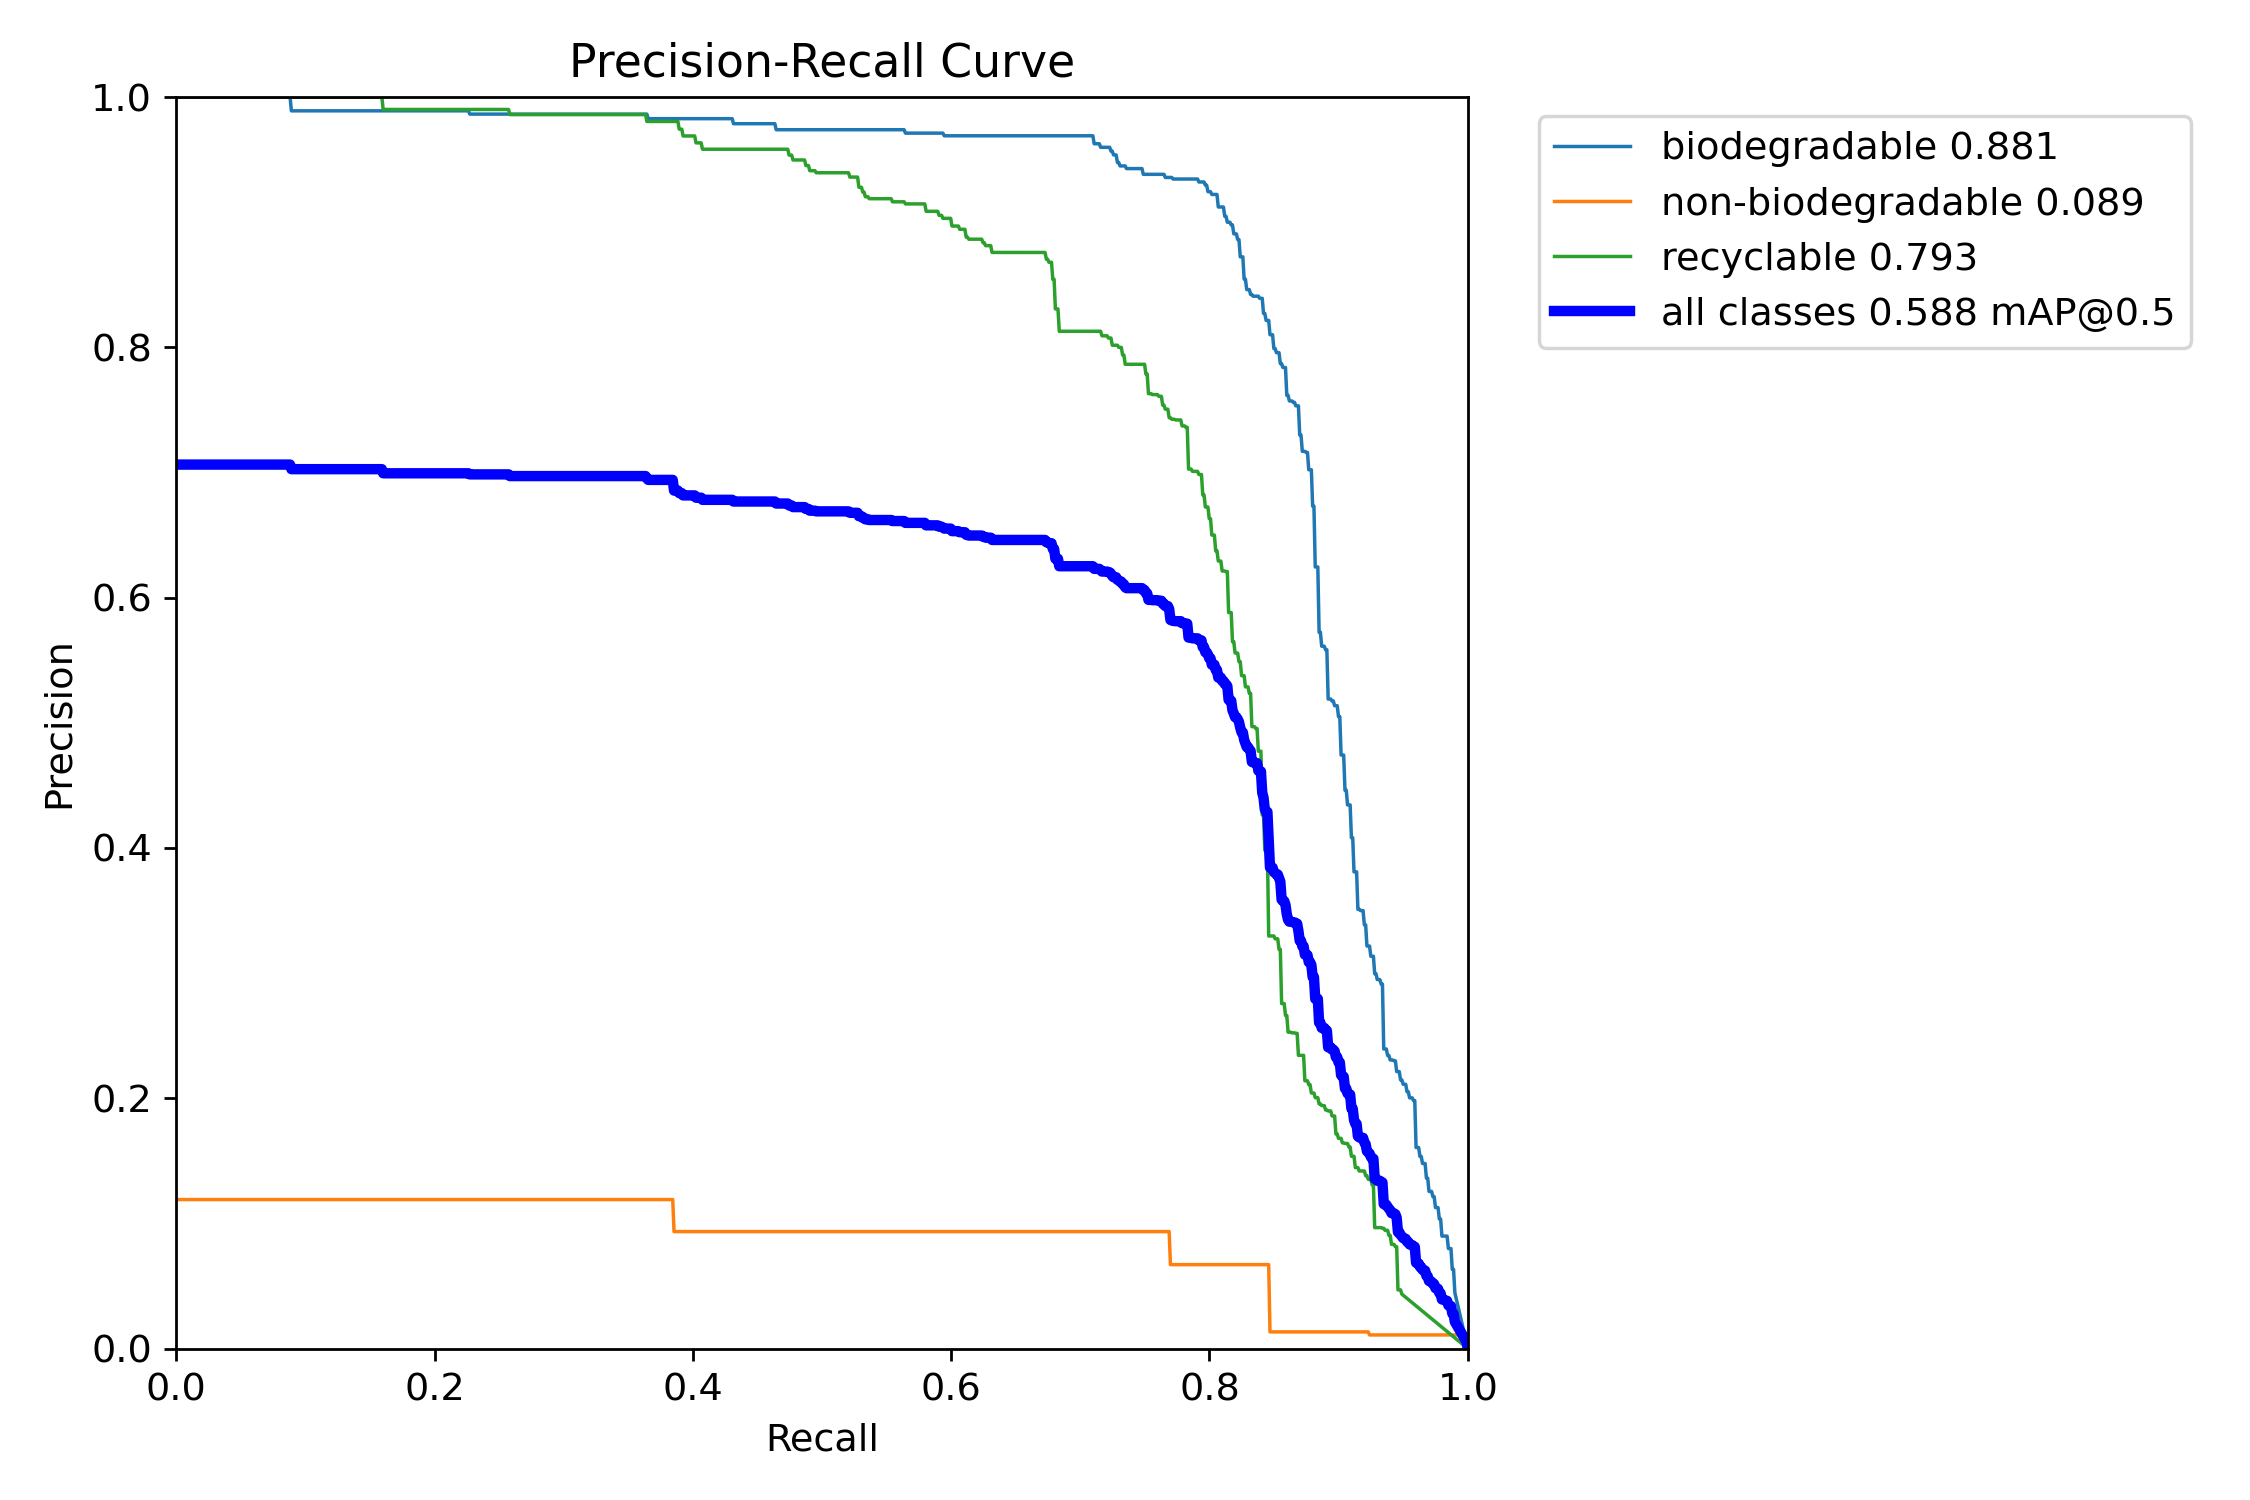 Precision-Recall Curve
1.0
0.8
0.6
0.4
0.2
0.0
Precision
0.0 0.2 0.4 0.6 0.8 1.0
Recall
biodegradable 0.881
non-biodegradable 0.089
recyclable 0.793
all classes 0.588 mAP@0.5